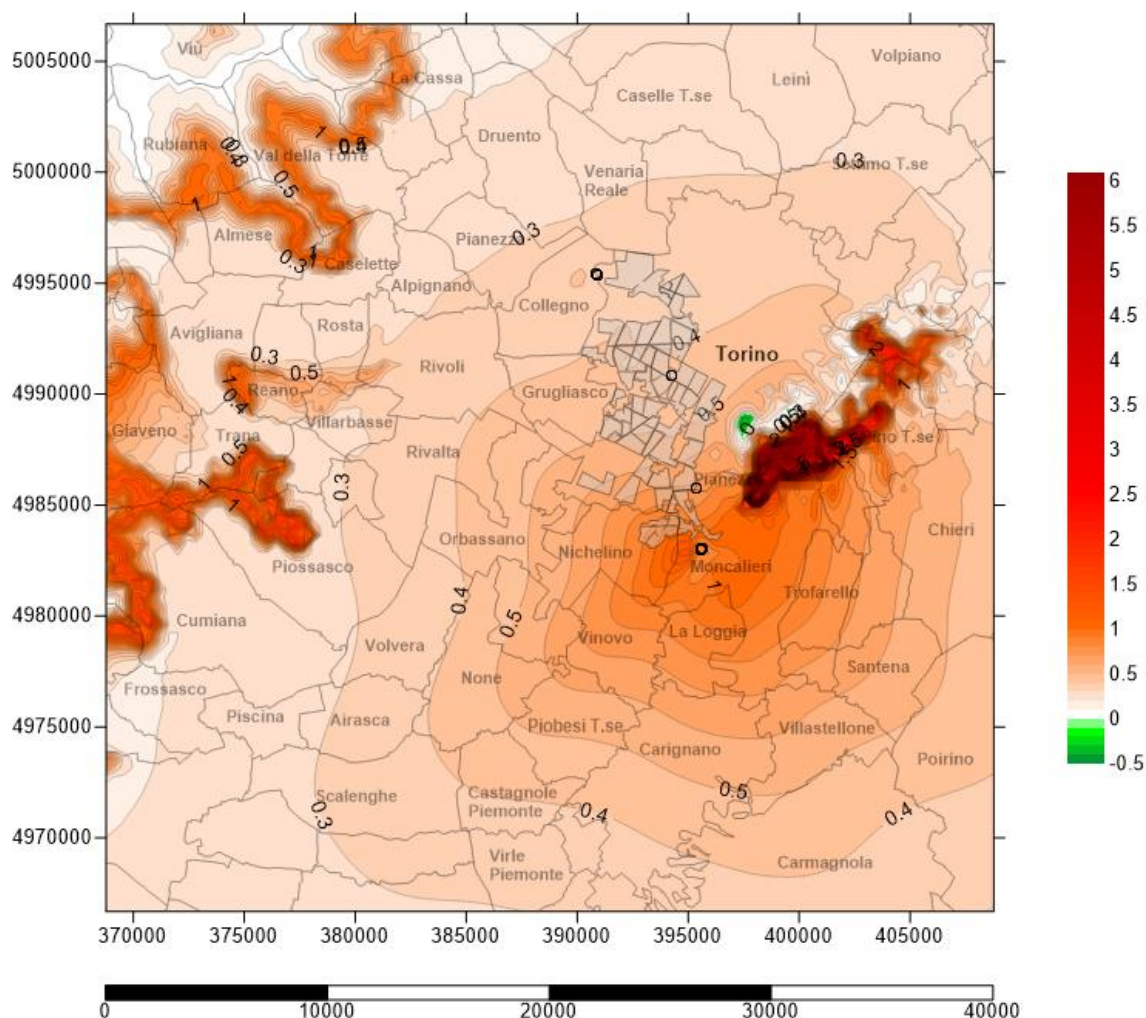 5005000
5000000
4995000
4990000
4985000
4980000
4975000
4970000
Viù
La Cassa
Volpiano
Leinì
Caselle T.se
Druento
Rubiana
Val della Torre
Venaria
Reale
0.3
1
0.5
0.5
1
Almese
Pianezza
0.3
0.3
1
Caselette
Alpignano
Collegno
Avigliana
Rosta
0.4
Torino
2
0.3
0.5
Rivoli
1
Reano
0.4
Grugliasco
0.5
1
Giaveno
Trana
Villarbasse
0
0.5
Rivalta
1
1
0.3
Orbassano
Nichelino
Moncalieri
Chieri
Piossasco
1
Trofarello
Cumiana
0.4
0.5
Volvera
Vinovo
La Loggia
None
Santena
Frossasco
Piscina
Airasca
Piobesi T.se
Villastellone
Carignano
Poirino
Scalenghe
0.3
Castagnole
Piemonte
0.4
0.5
0.4
Virle
Piemonte
Carmagnola
370000 375000 380000 385000 390000 395000 400000 405000
0 10000 20000 30000 40000
6
5.5
5
4.5
4
3.5
3
2.5
2
1.5
1
0.5
0
-0.5